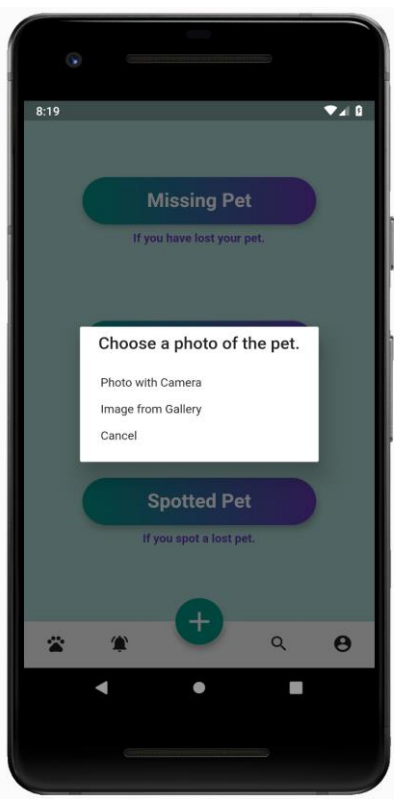 8:19
Missing Pet
If you have lost your pet.
Choose a photo of the pet.
Photo with Camera
Image from Gallery
Cancel
Spotted Pet
If you spot a lost pet.